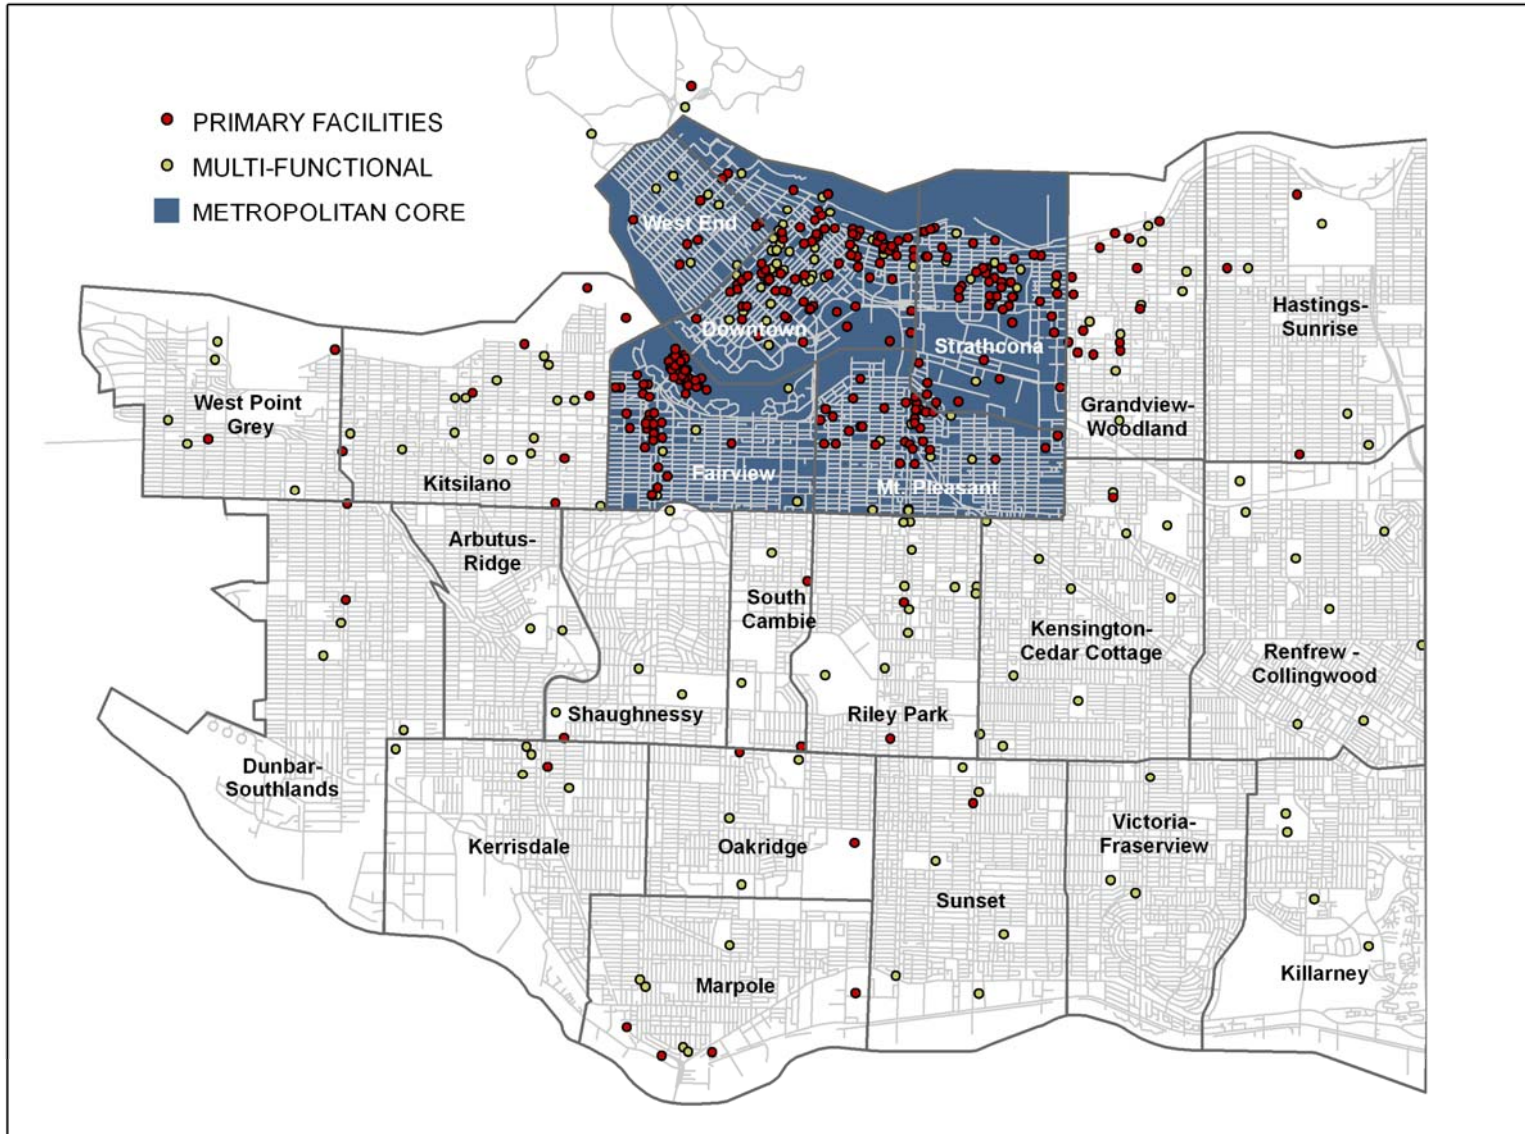 PRIMARY FACILITIES
MULTI-FUNCTIONAL
METROPOLITAN CORE
West End
Downtown
Strathcona
Hastings-
Sunrise
West Point
Grey
Grandview-
Woodland
Kitsilano
Fairview
Mt. Pleasant
Arbutus-
Ridge
South
Cambie
Kensington-
Cedar Cottage
Renfrew -
Collingwood
Shaughnessy
Riley Park
Dunbar-
Southlands
Kerrisdale
Oakridge
Victoria-
Fraserview
Sunset
Marpole
Killarney